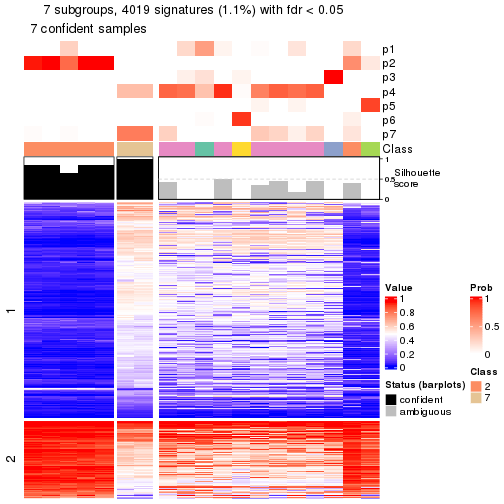 7 subgroups, 4019 signatures (1.1%) with fdr < 0.05
7 confident samples
p1
p2
p3
p4
p5
p6
p7
Class
1
0.5
0
Silhouette
score
1
2
Value
1
0.8
0.6
0.4
0.2
0
Prob
1
0.5
0
Status (barplots)
confident
ambiguous
Class
2
7